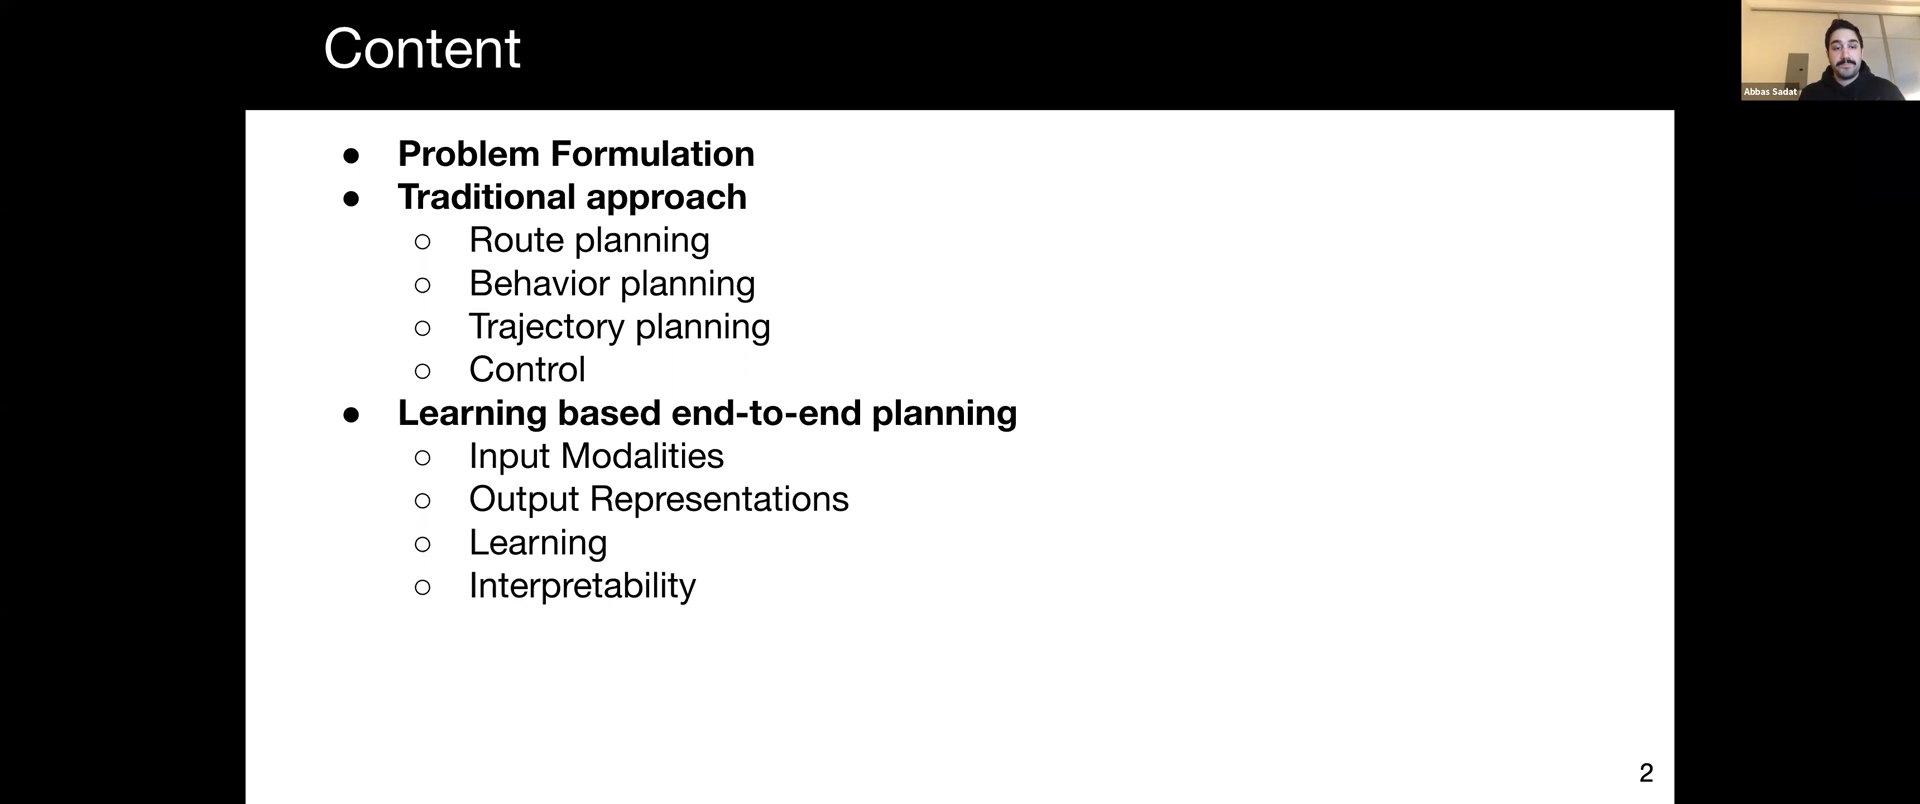 Content
Abbas Sadat
● Problem Formulation
● Traditional approach
○ Route planning
○ Behavior planning
○ Trajectory planning
○ Control
● Learning based end-to-end planning
○ Input Modalities
○ Output Representations
○ Learning
○ Interpretability
2